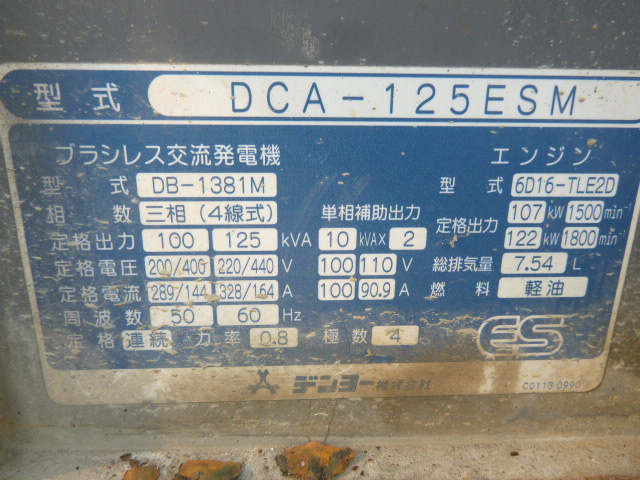 型式 DCA-125ESM
ブラシレス交流発電機 エンジン
型式 DB-1381M 型式 6D16-TLE2D
相数 三相(4線式) 単相補助出力 定格出力 107 kW 1500 min⁻¹
定格出力 100 125 kVA 10 kVA× 2 122 kW 1800 min⁻¹
定格電圧 200/400 220/440 V 100 110 V 総排気量 7.54 L
定格電流 289/144 328/164 A 100 90.9 A 燃料 軽油
周波数 50 60 Hz
定格 連続 力率 0.8 極数 4 ES
デンヨー株式会社 C0113 0990